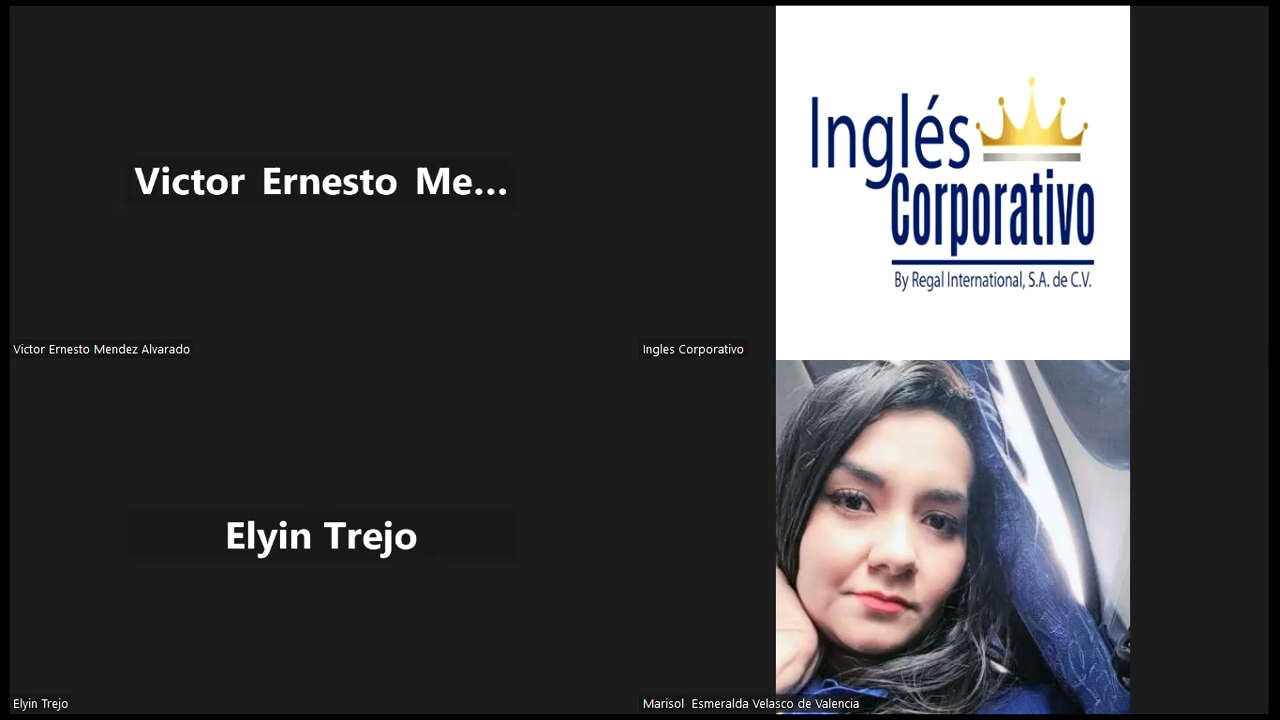 Victor Ernesto Me...
Victor Ernesto Mendez Alvarado
Inglés
Corporativo
By Regal International, S.A. de C.V.
Ingles Corporativo
Elyin Trejo
Elyin Trejo
Marisol Esmeralda Velasco de Valencia